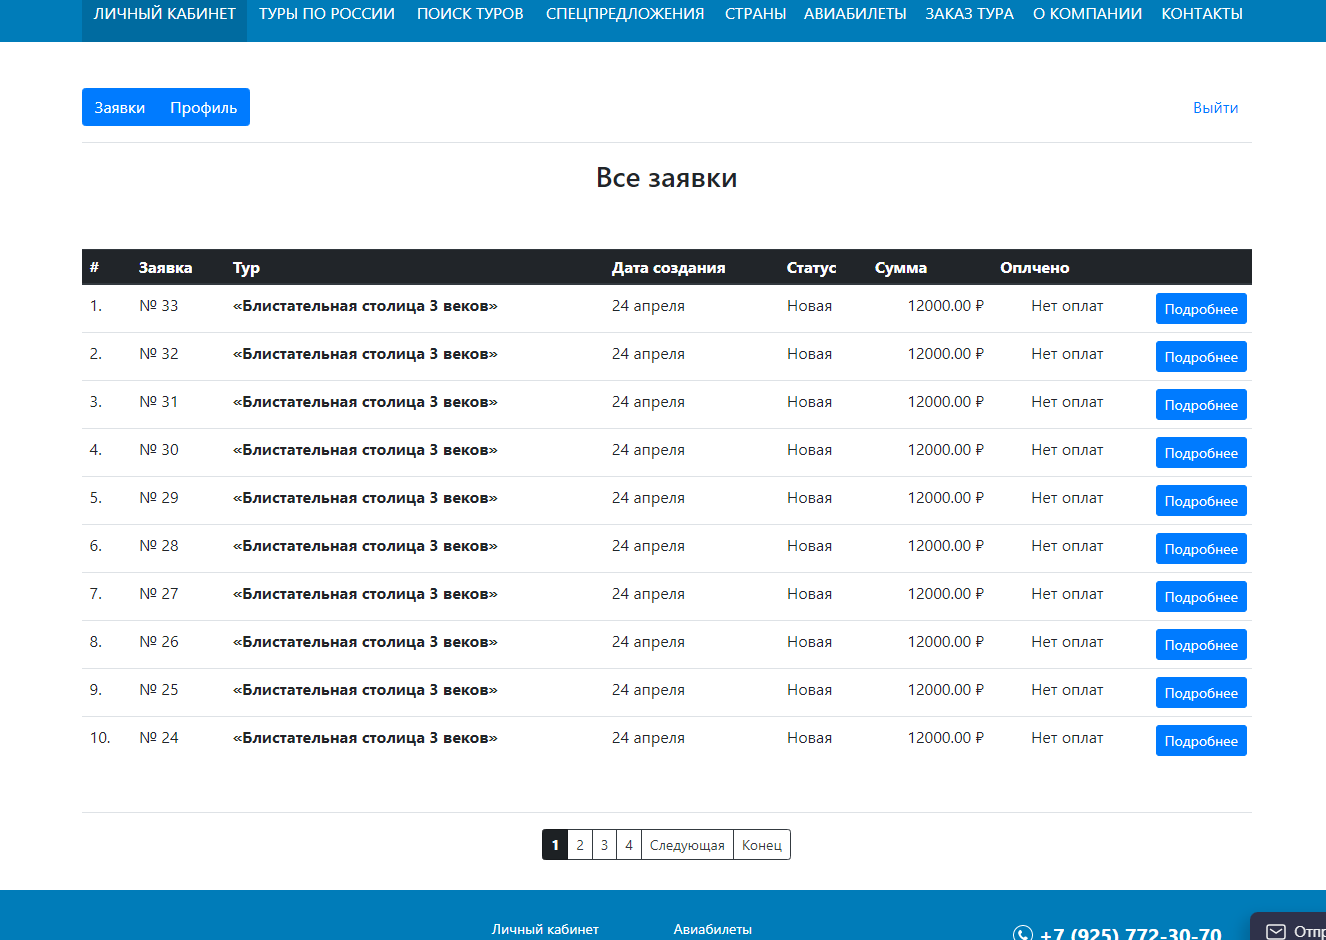 ЛИЧНЫЙ КАБИНЕТ ТУРЫ ПО РОССИИ ПОИСК ТУРОВ СПЕЦПРЕДЛОЖЕНИЯ СТРАНЫ АВИАБИЛЕТЫ ЗАКАЗ ТУРА О КОМПАНИИ КОНТАКТЫ
Заявки Профиль Выйти
Все заявки
# Заявка Тур Дата создания Статус Сумма Оплчено
1. № 33 «Блистательная столица 3 веков» 24 апреля Новая 12000.00 ₽ Нет оплат Подробнее
2. № 32 «Блистательная столица 3 веков» 24 апреля Новая 12000.00 ₽ Нет оплат Подробнее
3. № 31 «Блистательная столица 3 веков» 24 апреля Новая 12000.00 ₽ Нет оплат Подробнее
4. № 30 «Блистательная столица 3 веков» 24 апреля Новая 12000.00 ₽ Нет оплат Подробнее
5. № 29 «Блистательная столица 3 веков» 24 апреля Новая 12000.00 ₽ Нет оплат Подробнее
6. № 28 «Блистательная столица 3 веков» 24 апреля Новая 12000.00 ₽ Нет оплат Подробнее
7. № 27 «Блистательная столица 3 веков» 24 апреля Новая 12000.00 ₽ Нет оплат Подробнее
8. № 26 «Блистательная столица 3 веков» 24 апреля Новая 12000.00 ₽ Нет оплат Подробнее
9. № 25 «Блистательная столица 3 веков» 24 апреля Новая 12000.00 ₽ Нет оплат Подробнее
10. № 24 «Блистательная столица 3 веков» 24 апреля Новая 12000.00 ₽ Нет оплат Подробнее
1 2 3 4 Следующая Конец
Личный кабинет Авиабилеты +7 (925) 772-30-70